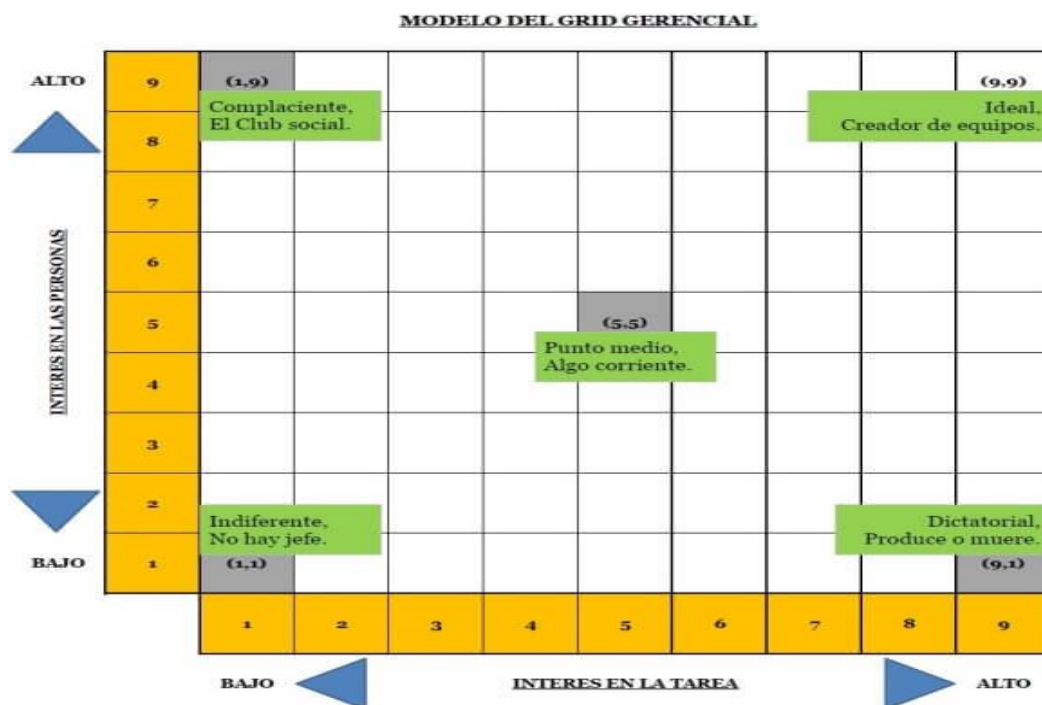 MODELO DEL GRID GERENCIAL
ALTO
9
(1,9)
(9,9)
Complaciente,
El Club social.
Ideal,
Creador de equipos.
8
7
6
INTERES EN LAS PERSONAS
5
(5,5)
Punto medio,
Algo corriente.
4
3
2
Indiferente,
No hay jefe.
Dictatorial,
Produce o muere.
BAJO
1
(1,1)
(9,1)
1 2 3 4 5 6 7 8 9
BAJO
INTERES EN LA TAREA
ALTO